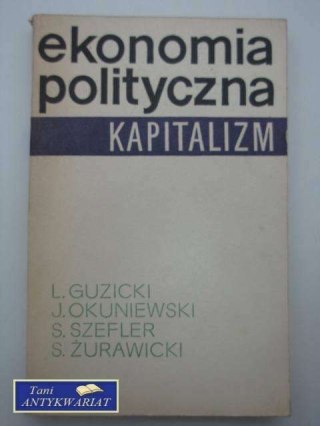 ekonomia
polityczna
KAPITALIZM
L. GUZICKI
J. OKUNIEWSKI
S. SZEFLER
S. ŻURAWICKI
Tani
ANTYKWARIAT